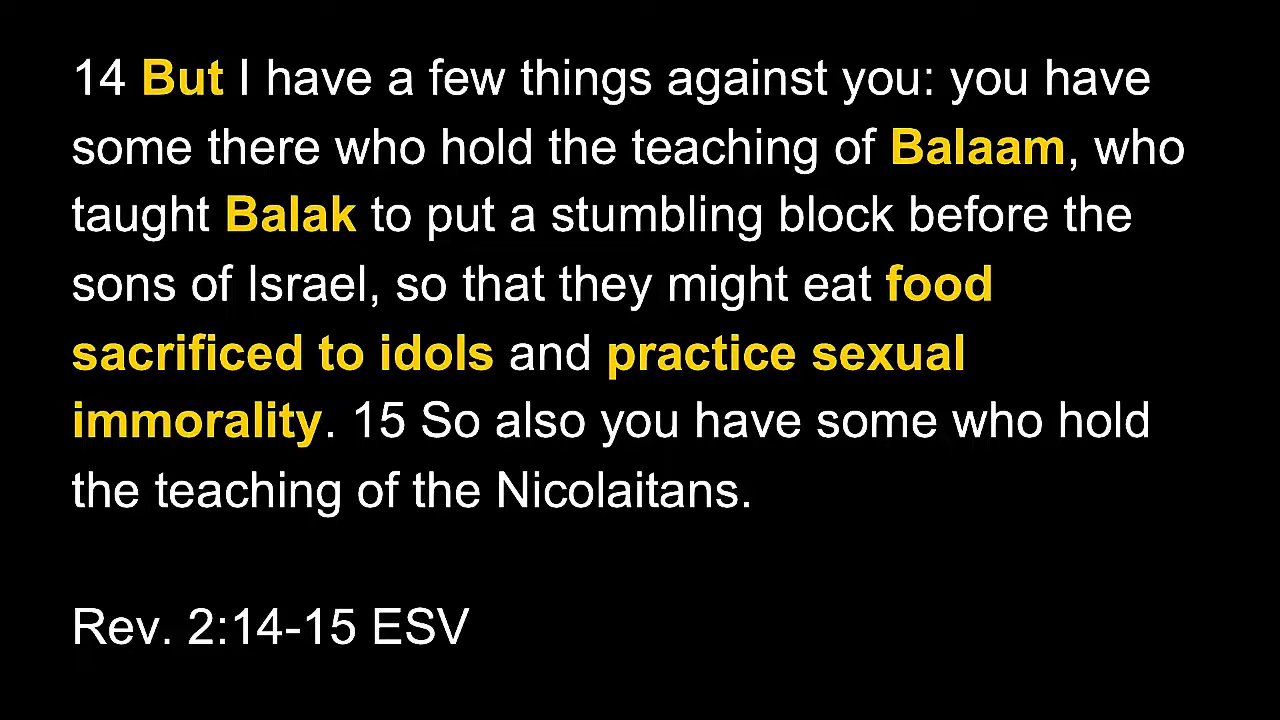 14 But I have a few things against you: you have
some there who hold the teaching of Balaam, who
taught Balak to put a stumbling block before the
sons of Israel, so that they might eat food
sacrificed to idols and practice sexual
immorality. 15 So also you have some who hold
the teaching of the Nicolaitans.
Rev. 2:14-15 ESV